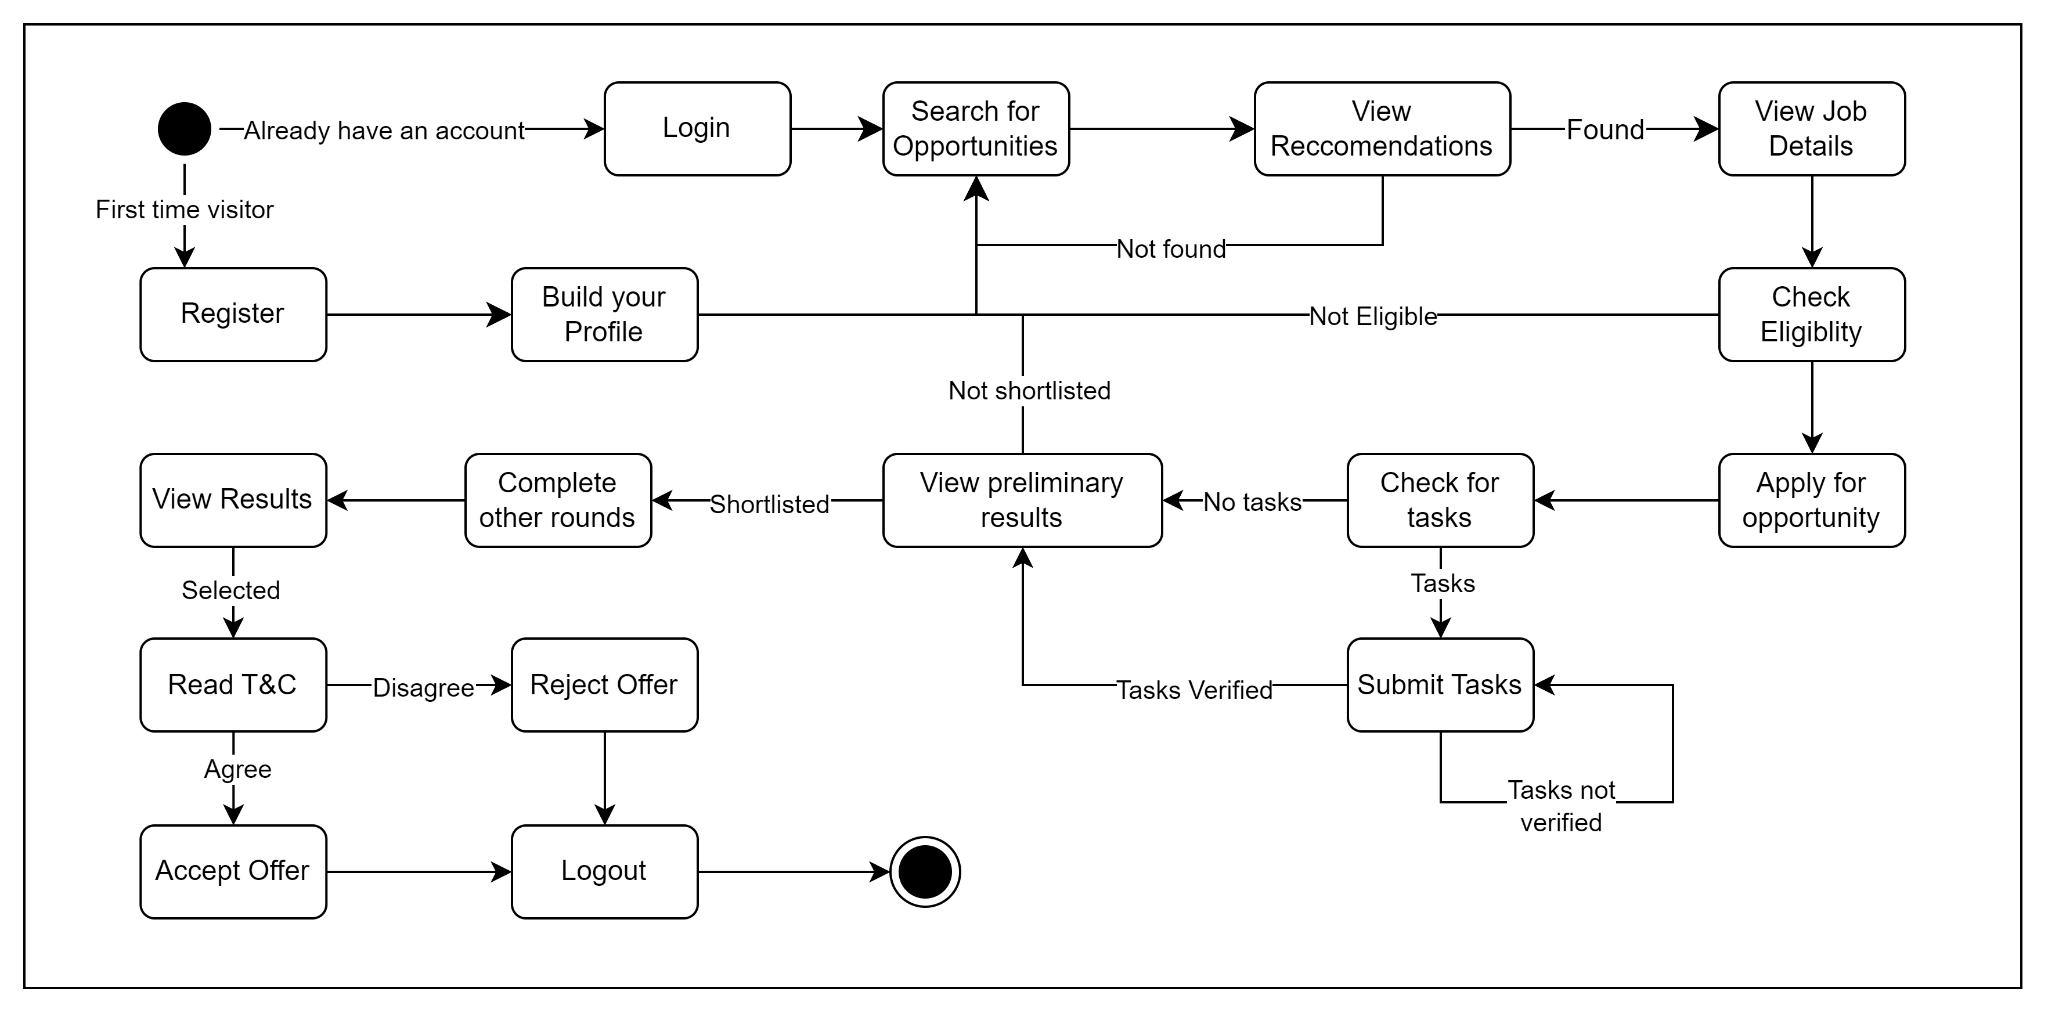 Already have an account
Login
Search for
Opportunities
View
Reccomendations
Found
View Job
Details
First time visitor
Not found
Register
Build your
Profile
Not Eligible
Check
Eligiblity
Not shortlisted
View Results
Complete
other rounds
Shortlisted
View preliminary
results
No tasks
Check for
tasks
Apply for
opportunity
Selected
Tasks
Read T&C
Disagree
Reject Offer
Tasks Verified
Submit Tasks
Agree
Tasks not
verified
Accept Offer
Logout